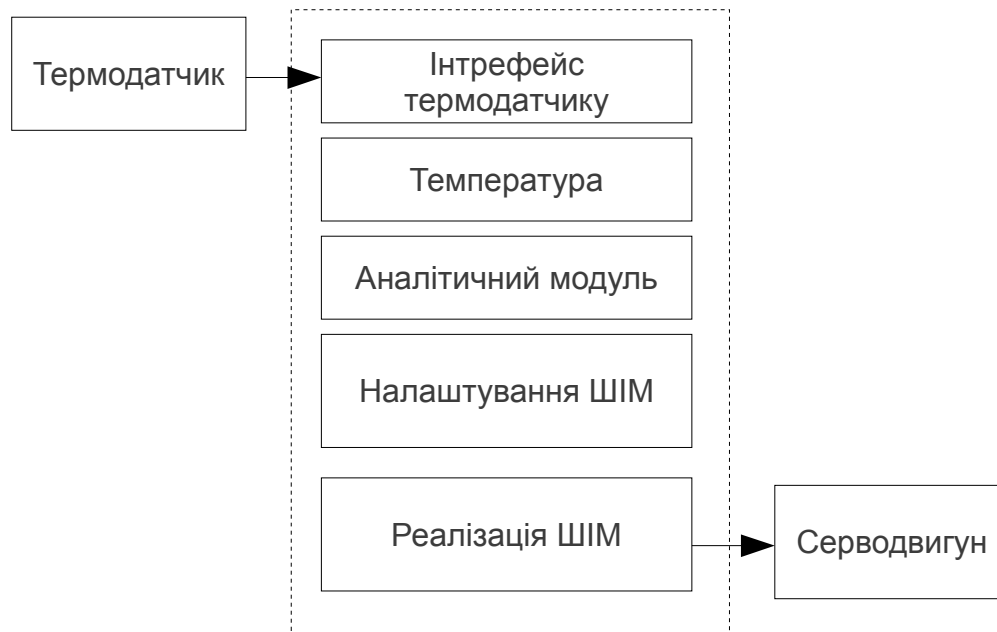 Термодатчик
Інтрефейс
термодатчику
Температура
Аналітичний модуль
Налаштування ШІМ
Реалізація ШІМ
Серводвигун